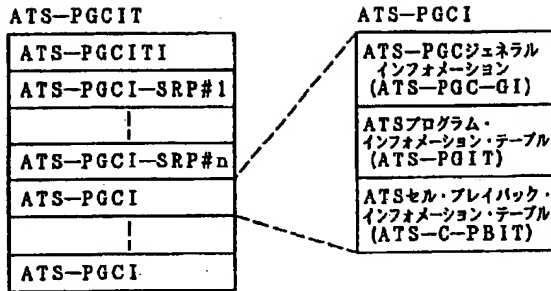 ATS-PGCIT
ATS-PGCITI
ATS-PGCI-SRP#1
ATS-PGCI-SRP#n
ATS-PGCI
ATS-PGCI
ATS-PGCI
ATS-PGCジェネラル
インフォメーション
(ATS-PGC-GI)
ATSプログラム・
インフォメーション・テーブル
(ATS-PGIT)
ATSセル・プレイバック・
インフォメーション・テーブル
(ATS-C-PBIT)